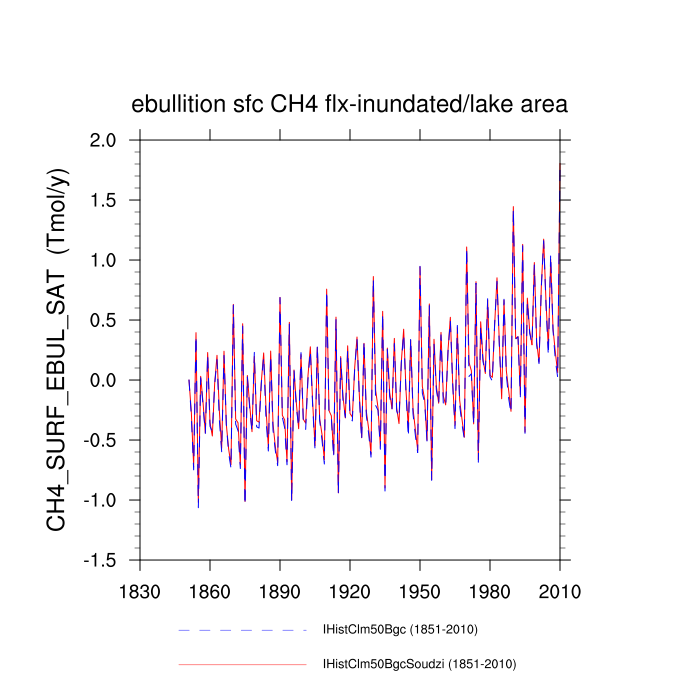 ebullition sfc CH4 flx-inundated/lake area
CH4_SURF_EBUL_SAT (Tmol/y)
2.0
1.5
1.0
0.5
0.0
-0.5
-1.0
-1.5
1830 1860 1890 1920 1950 1980 2010
IHistClm50Bgc (1851-2010)
IHistClm50BgcSoudzi (1851-2010)